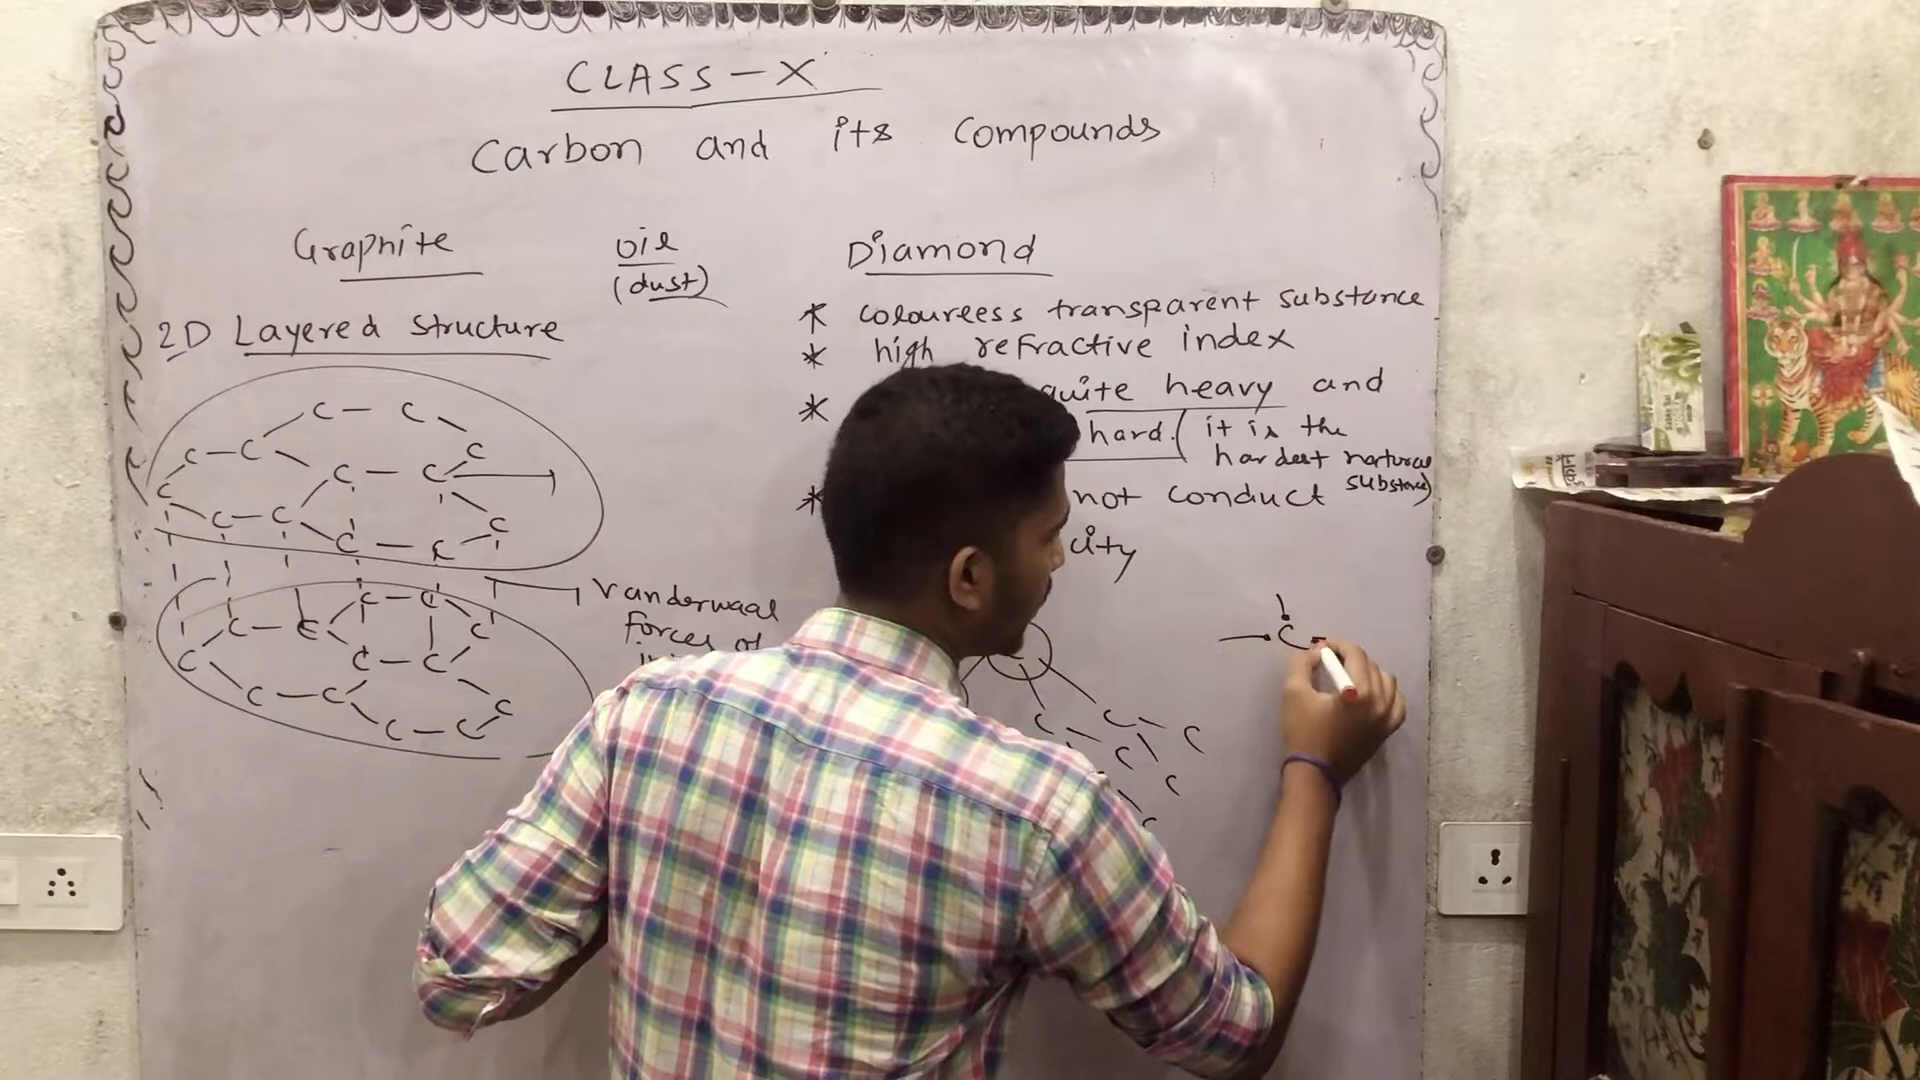 CLASS - X
Carbon and its compounds
Graphite
oil
(dust)
Diamond
2D Layered structure
* colourless transparent substance
* high refractive index
* quite heavy and
hard. ( it is the
hardest natural
substance)
* not conduct
city
C - C
C - C C
C C - C
C - C C
C - C C
Vanderwaal
forces of
C - C
C - C C
C C - C
C - C C
C - C
C
C C C
C C
C